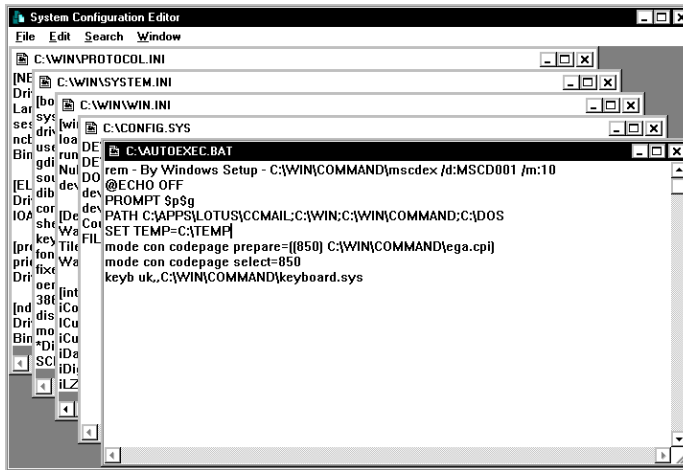 System Configuration Editor
File Edit Search Window
C:\WIN\PROTOCOL.INI
C:\WIN\SYSTEM.INI
C:\WIN\WIN.INI
C:\CONFIG.SYS
C:\AUTOEXEC.BAT
rem - By Windows Setup - C:\WIN\COMMAND\mscdex /d:MSCD001 /m:10
@ECHO OFF
PROMPT $p$g
PATH C:\APPS\LOTUS\CCMAIL;C:\WIN;C:\WIN\COMMAND;C:\DOS
SET TEMP=C:\TEMP
mode con codepage prepare=((850) C:\WIN\COMMAND\ega.cpi)
mode con codepage select=850
keyb uk,,C:\WIN\COMMAND\keyboard.sys